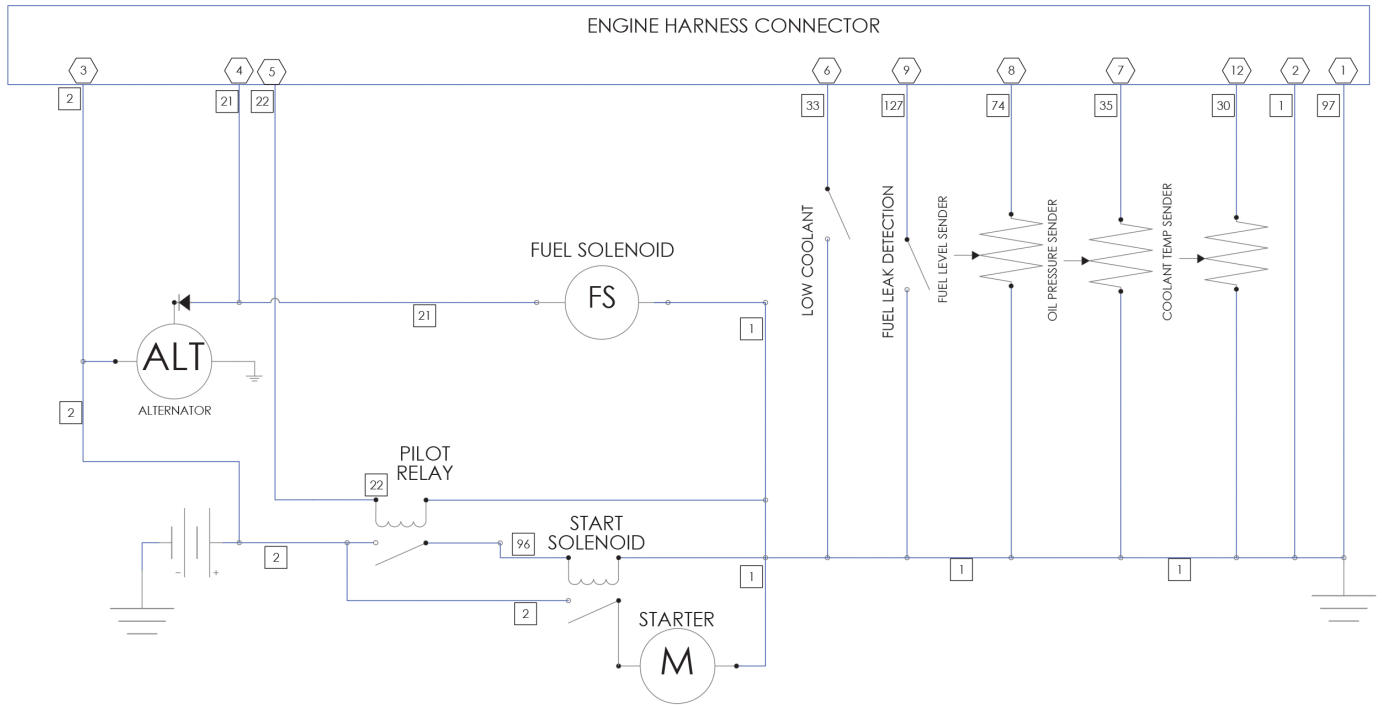 ENGINE HARNESS CONNECTOR
3
4
5
6
9
8
7
12
2
1
2
21
22
33
127
74
35
30
1
97
LOW COOLANT
FUEL LEAK DETECTION
FUEL LEVEL SENDER
OIL PRESSURE SENDER
COOLANT TEMP SENDER
FUEL SOLENOID
FS
21
1
ALT
ALTERNATOR
2
PILOT
RELAY
22
START
SOLENOID
96
2
- +
1
1
1
2
STARTER
M